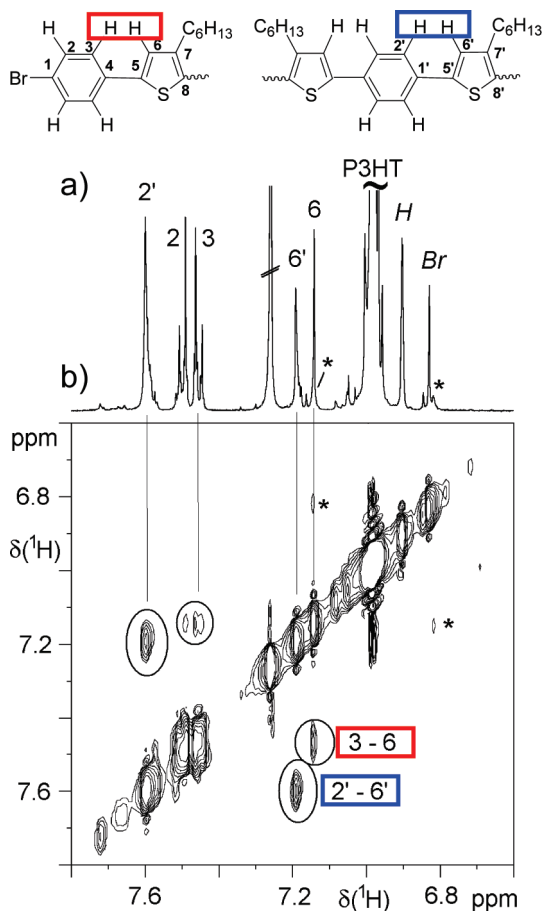 C6H13 H H H 6 7 8 2 3 4 5 1 Br S H H
C6H13 H H H H C6H13 2' 6' 7' 1' 5' 8' S H H S
a) 2' 2 3 6' 6 * P3HT ~ H Br *
b)
ppm
6.8 *
δ(¹H)
7.2 *
3 - 6
7.6 2' - 6'
7.6 7.2 δ(¹H) 6.8 ppm